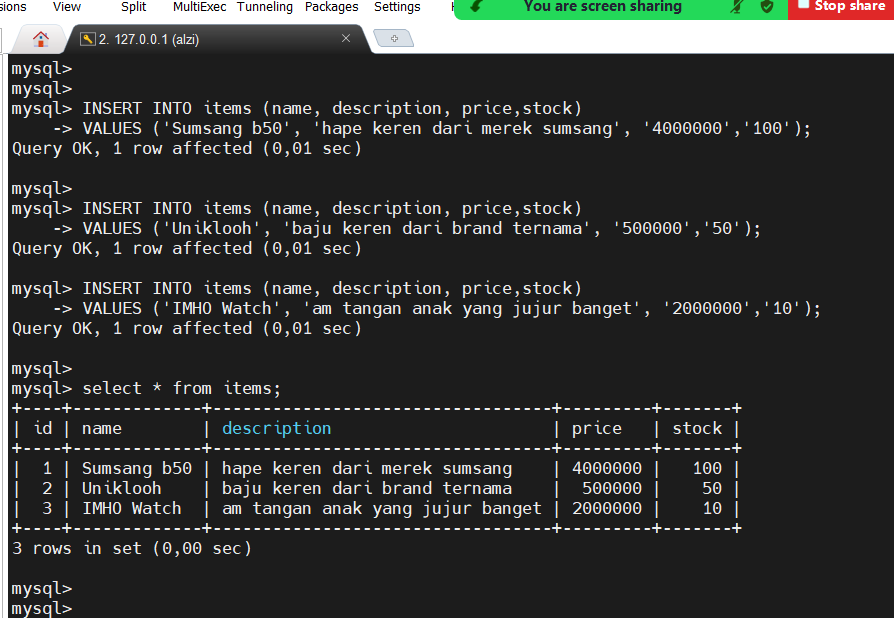 sions View Split MultiExec Tunneling Packages Settings
You are screen sharing
Stop share
2. 127.0.0.1 (alzi)
mysql>
mysql>
mysql> INSERT INTO items (name, description, price,stock)
    -> VALUES ('Sumsang b50', 'hape keren dari merek sumsang', '4000000','100');
Query OK, 1 row affected (0,01 sec)
mysql>
mysql> INSERT INTO items (name, description, price,stock)
    -> VALUES ('Uniklooh', 'baju keren dari brand ternama', '500000','50');
Query OK, 1 row affected (0,01 sec)
mysql> INSERT INTO items (name, description, price,stock)
    -> VALUES ('IMHO Watch', 'am tangan anak yang jujur banget', '2000000','10');
Query OK, 1 row affected (0,01 sec)
mysql>
mysql> select * from items;
+----+-------------+----------------------------------+---------+-------+
| id | name        | description                      | price   | stock |
+----+-------------+----------------------------------+---------+-------+
|  1 | Sumsang b50 | hape keren dari merek sumsang    | 4000000 |   100 |
|  2 | Uniklooh    | baju keren dari brand ternama    |  500000 |    50 |
|  3 | IMHO Watch  | am tangan anak yang jujur banget | 2000000 |    10 |
+----+-------------+----------------------------------+---------+-------+
3 rows in set (0,00 sec)
mysql>
mysql>